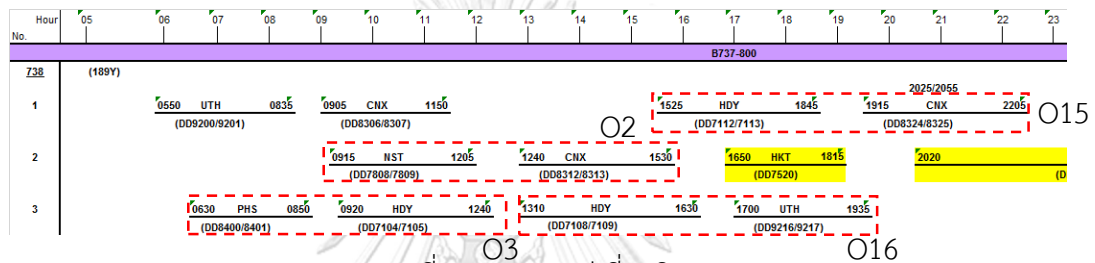 Hour 05 06 07 08 09 10 11 12 13 14 15 16 17 18 19 20 21 22 23
No.
B737-800
738 (189Y)
2025/2055
1 0550 UTH 0835 0905 CNX 1150 1525 HDY 1845 1915 CNX 2205 O15
(DD9200/9201) (DD8306/8307) (DD7112/7113) (DD8324/8325)
O2
2 0915 NST 1205 1240 CNX 1530 1650 HKT 1815 2020
(DD7808/7809) (DD8312/8313) (DD7520) (D
3 0630 PHS 0850 0920 HDY 1240 1310 HDY 1630 1700 UTH 1935
(DD8400/8401) (DD7104/7105) (DD7108/7109) (DD9216/9217)
O3 O16